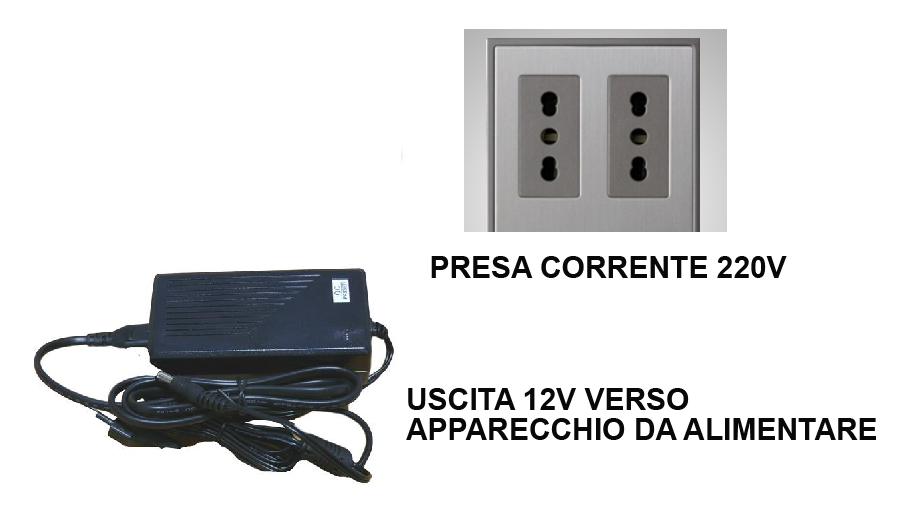 PRESA CORRENTE 220V
USCITA 12V VERSO
APPARECCHIO DA ALIMENTARE